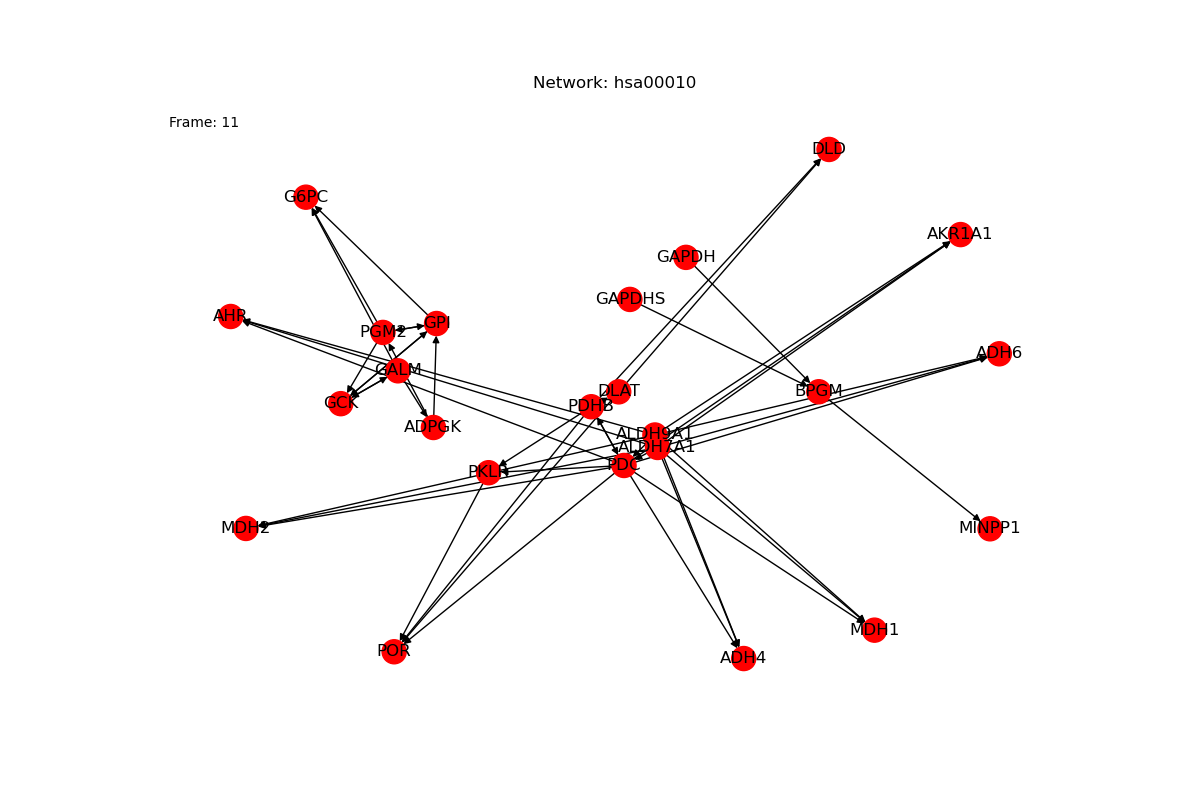 Network: hsa00010
Frame: 11
DLD
G6PC
AKR1A1
GAPDH
GAPDHS
AHR
GPI
PGM2
ADH6
GALM
DLAT
BPGM
GCK
PDHB
ADPGK
ALDH9A1
ALDH7A1
PDC
MDH2
MINPP1
MDH1
POR
ADH4